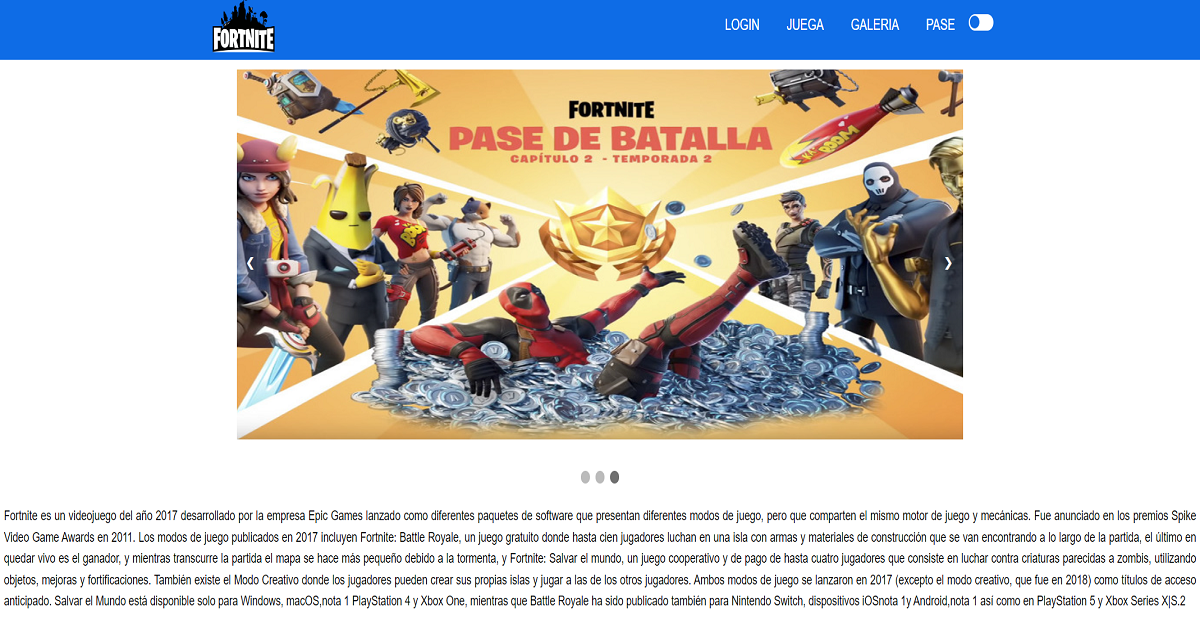 FORTNITE
LOGIN JUEGA GALERIA PASE
FORTNITE
PASE DE BATALLA
CAPÍTULO 2 - TEMPORADA 2
BOOM
Fortnite es un videojuego del año 2017 desarrollado por la empresa Epic Games lanzado como diferentes paquetes de software que presentan diferentes modos de juego, pero que comparten el mismo motor de juego y mecánicas. Fue anunciado en los premios Spike
Video Game Awards en 2011. Los modos de juego publicados en 2017 incluyen Fortnite: Battle Royale, un juego gratuito donde hasta cien jugadores luchan en una isla con armas y materiales de construcción que se van encontrando a lo largo de la partida, el último en
quedar vivo es el ganador, y mientras transcurre la partida el mapa se hace más pequeño debido a la tormenta, y Fortnite: Salvar el mundo, un juego cooperativo y de pago de hasta cuatro jugadores que consiste en luchar contra criaturas parecidas a zombis, utilizando
objetos, mejoras y fortificaciones. También existe el Modo Creativo donde los jugadores pueden crear sus propias islas y jugar a las de los otros jugadores. Ambos modos de juego se lanzaron en 2017 (excepto el modo creativo, que fue en 2018) como títulos de acceso
anticipado. Salvar el Mundo está disponible solo para Windows, macOS,nota 1 PlayStation 4 y Xbox One, mientras que Battle Royale ha sido publicado también para Nintendo Switch, dispositivos iOSnota 1y Android,nota 1 así como en PlayStation 5 y Xbox Series X|S.2